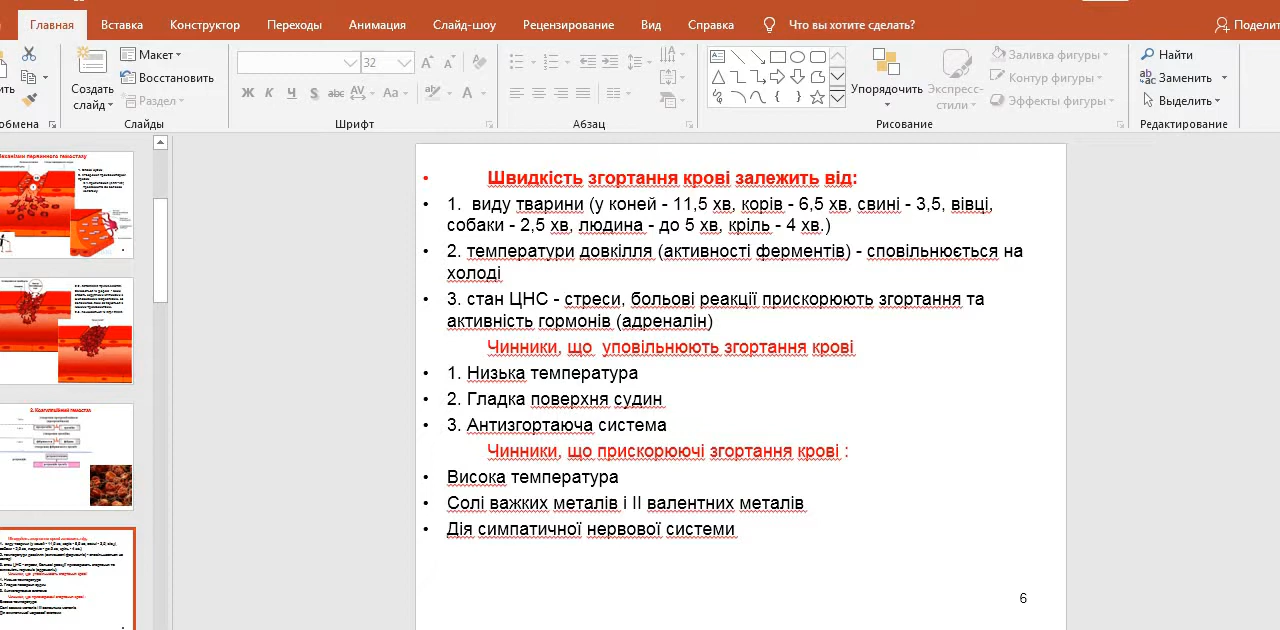 Главная Вставка Конструктор Переходы Анимация Слайд-шоу Рецензирование Вид Справка Что вы хотите сделать?
Макет 32 Заливка фигуры Найти
Создать слайд Восстановить Упорядочить Экспресс-стили Контур фигуры Заменить
Раздел Эффекты фигуры Выделить
Слайды Шрифт Абзац Рисование Редактирование
• Швидкість згортання крові залежить від:
• 1. виду тварини (у коней - 11,5 хв, корів - 6,5 хв, свині - 3,5, вівці,
собаки - 2,5 хв, людина - до 5 хв, кріль - 4 хв.)
• 2. температури довкілля (активності ферментів) - сповільнюється на
холоді
• 3. стан ЦНС - стреси, больові реакції прискорюють згортання та
активність гормонів (адреналін)
Чинники, що уповільнюють згортання крові
• 1. Низька температура
• 2. Гладка поверхня судин
• 3. Антизгортаюча система
Чинники, що прискорюючі згортання крові :
• Висока температура
• Солі важких металів і II валентних металів
• Дія симпатичної нервової системи
6